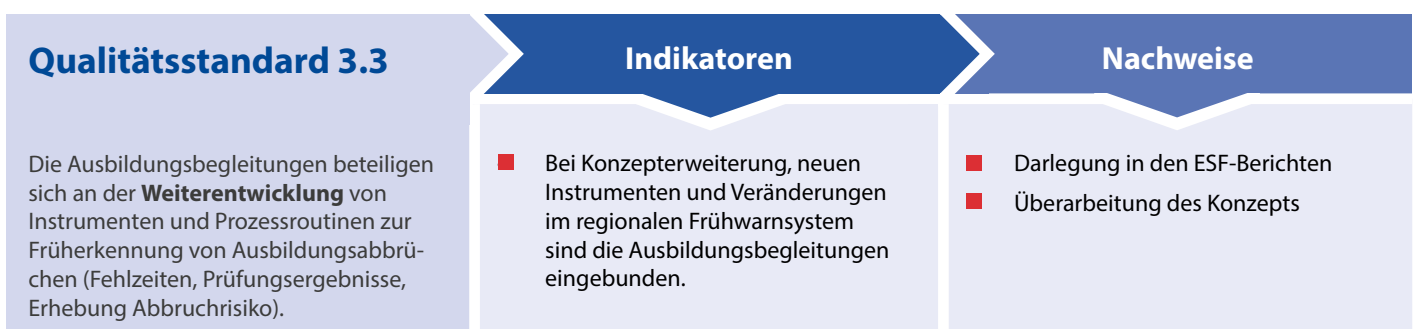 Qualitätsstandard 3.3
Die Ausbildungsbegleitungen beteiligen
sich an der Weiterentwicklung von
Instrumenten und Prozessroutinen zur
Früherkennung von Ausbildungsabbrü-
chen (Fehlzeiten, Prüfungsergebnisse,
Erhebung Abbruchrisiko).
Indikatoren
Bei Konzepterweiterung, neuen
Instrumenten und Veränderungen
im regionalen Frühwarnsystem
sind die Ausbildungsbegleitungen
eingebunden.
Nachweise
Darlegung in den ESF-Berichten
Überarbeitung des Konzepts